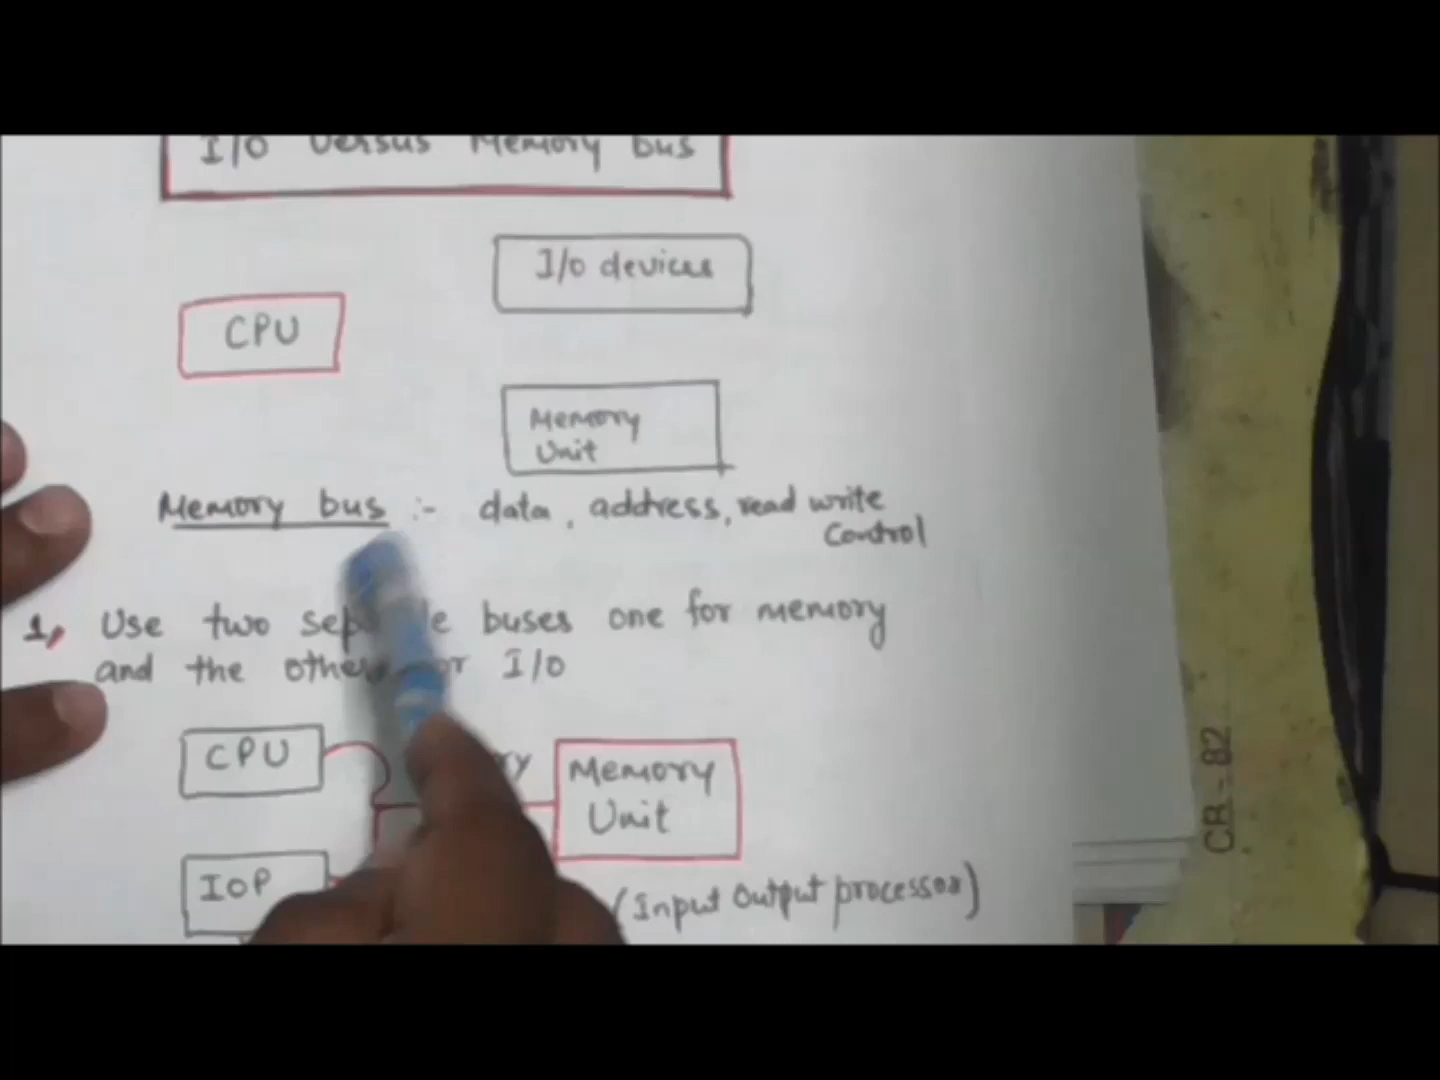 I/O Versus Memory bus
I/O devices
CPU
Memory
Unit
Memory bus :- data, address, read write
Control
1, Use two buses one for memory
and the I/O
CPU
Memory
Unit
IOP
(Input Output processor)
CB - 82